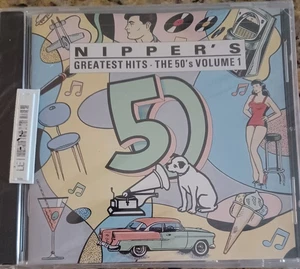 NIPPER'S
GREATEST HITS - THE 50's VOLUME 1
50